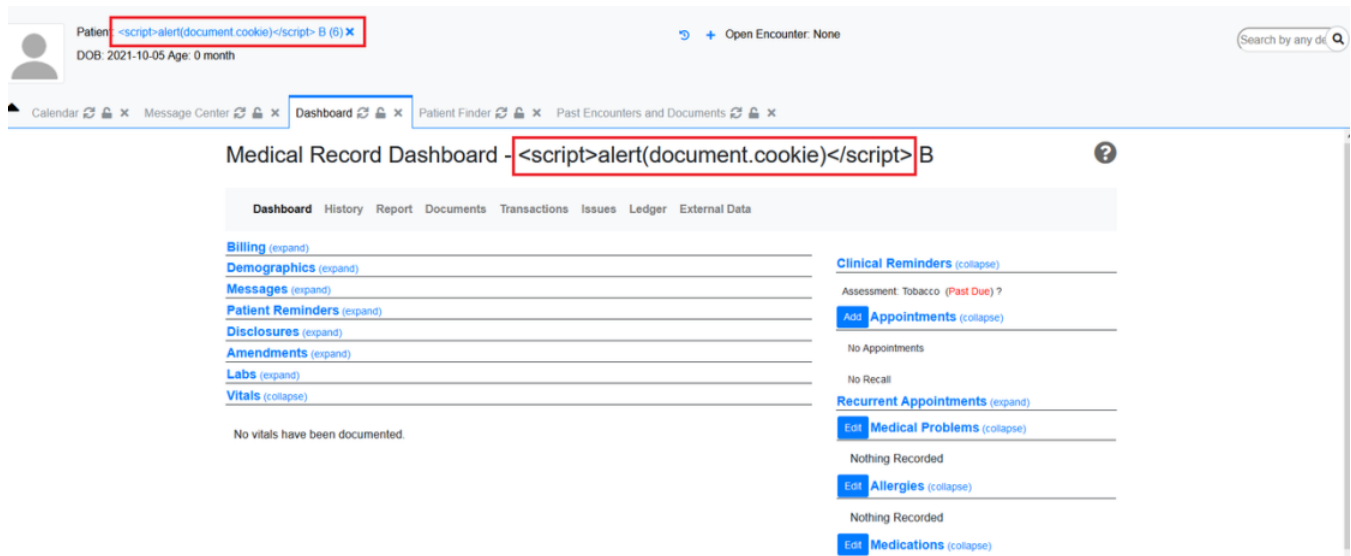 Patient: <script>alert(document.cookie)</script> B (6)
Open Encounter: None
DOB: 2021-10-05 Age: 0 month
Search by any de
Calendar Message Center Dashboard Patient Finder Past Encounters and Documents
Medical Record Dashboard - <script>alert(document.cookie)</script> B
Dashboard History Report Documents Transactions Issues Ledger External Data
Billing (expand)
Demographics (expand)
Messages (expand)
Patient Reminders (expand)
Disclosures (expand)
Amendments (expand)
Labs (expand)
Vitals (collapse)
No vitals have been documented.
Clinical Reminders (collapse)
Assessment: Tobacco (Past Due) ?
Add Appointments (collapse)
No Appointments
No Recall
Recurrent Appointments (expand)
Edit Medical Problems (collapse)
Nothing Recorded
Edit Allergies (collapse)
Nothing Recorded
Edit Medications (collapse)